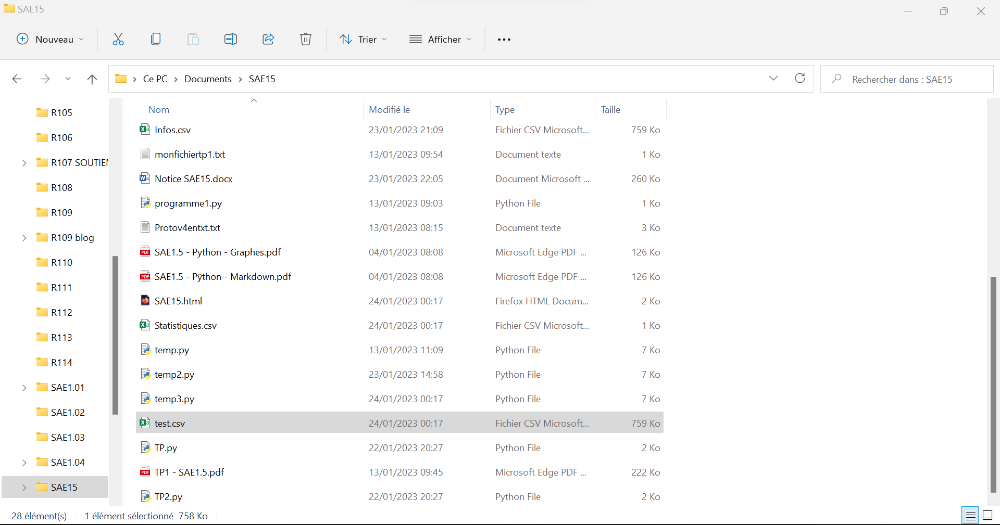 SAE15
Nouveau
Trier
Afficher
Ce PC > Documents > SAE15
Rechercher dans : SAE15
R105
R106
R107 SOUTIEN
R108
R109
R109 blog
R110
R111
R112
R113
R114
SAE1.01
SAE1.02
SAE1.03
SAE1.04
SAE15
Nom Modifié le Type Taille
Infos.csv 23/01/2023 21:09 Fichier CSV Microsoft... 759 Ko
monfichiertp1.txt 13/01/2023 09:54 Document texte 1 Ko
Notice SAE15.docx 23/01/2023 22:05 Document Microsoft ... 260 Ko
programme1.py 13/01/2023 09:03 Python File 1 Ko
Protov4entxt.txt 13/01/2023 08:15 Document texte 3 Ko
SAE1.5 - Python - Graphes.pdf 04/01/2023 08:08 Microsoft Edge PDF ... 126 Ko
SAE1.5 - Pÿthon - Markdown.pdf 04/01/2023 08:08 Microsoft Edge PDF ... 126 Ko
SAE15.html 24/01/2023 00:17 Firefox HTML Docum... 2 Ko
Statistiques.csv 24/01/2023 00:17 Fichier CSV Microsoft... 1 Ko
temp.py 13/01/2023 11:09 Python File 7 Ko
temp2.py 23/01/2023 14:58 Python File 7 Ko
temp3.py 24/01/2023 00:17 Python File 7 Ko
test.csv 24/01/2023 00:17 Fichier CSV Microsoft... 759 Ko
TP.py 22/01/2023 20:27 Python File 2 Ko
TP1 - SAE1.5.pdf 13/01/2023 09:45 Microsoft Edge PDF ... 222 Ko
TP2.py 22/01/2023 20:27 Python File 2 Ko
28 élément(s) 1 élément sélectionné 758 Ko